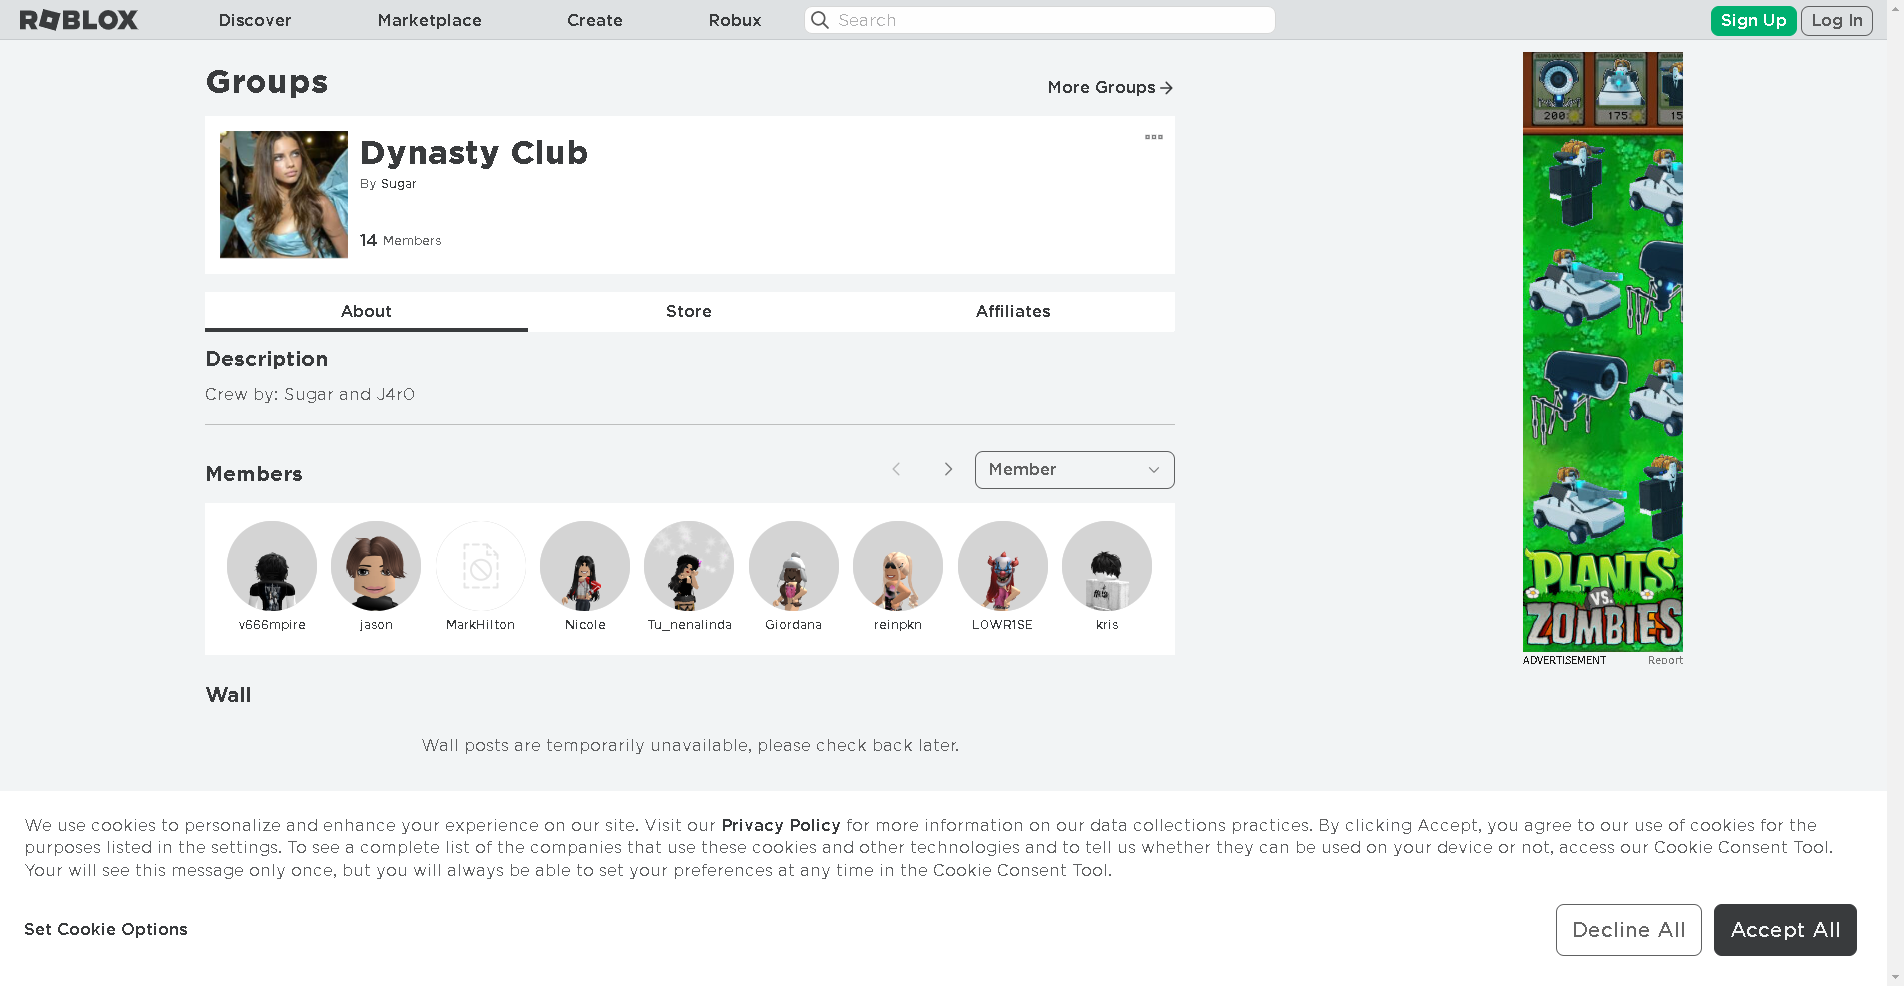 ROBLOX
Discover
Marketplace
Create
Robux
Search
Sign Up
Log In
Groups
More Groups
Dynasty Club
By Sugar
14 Members
About
Store
Affiliates
Description
Crew by: Sugar and J4r0
Members
Member
v666mpire
jason
MarkHilton
Nicole
Tu_nenalinda
Giordana
reinpkn
L0WR1SE
kris
Wall
Wall posts are temporarily unavailable, please check back later.
200
175
15
PLANTS
VS.
ZOMBIES
ADVERTISEMENT
Report
We use cookies to personalize and enhance your experience on our site. Visit our Privacy Policy for more information on our data collections practices. By clicking Accept, you agree to our use of cookies for the
purposes listed in the settings. To see a complete list of the companies that use these cookies and other technologies and to tell us whether they can be used on your device or not, access our Cookie Consent Tool.
Your will see this message only once, but you will always be able to set your preferences at any time in the Cookie Consent Tool.
Set Cookie Options
Decline All
Accept All